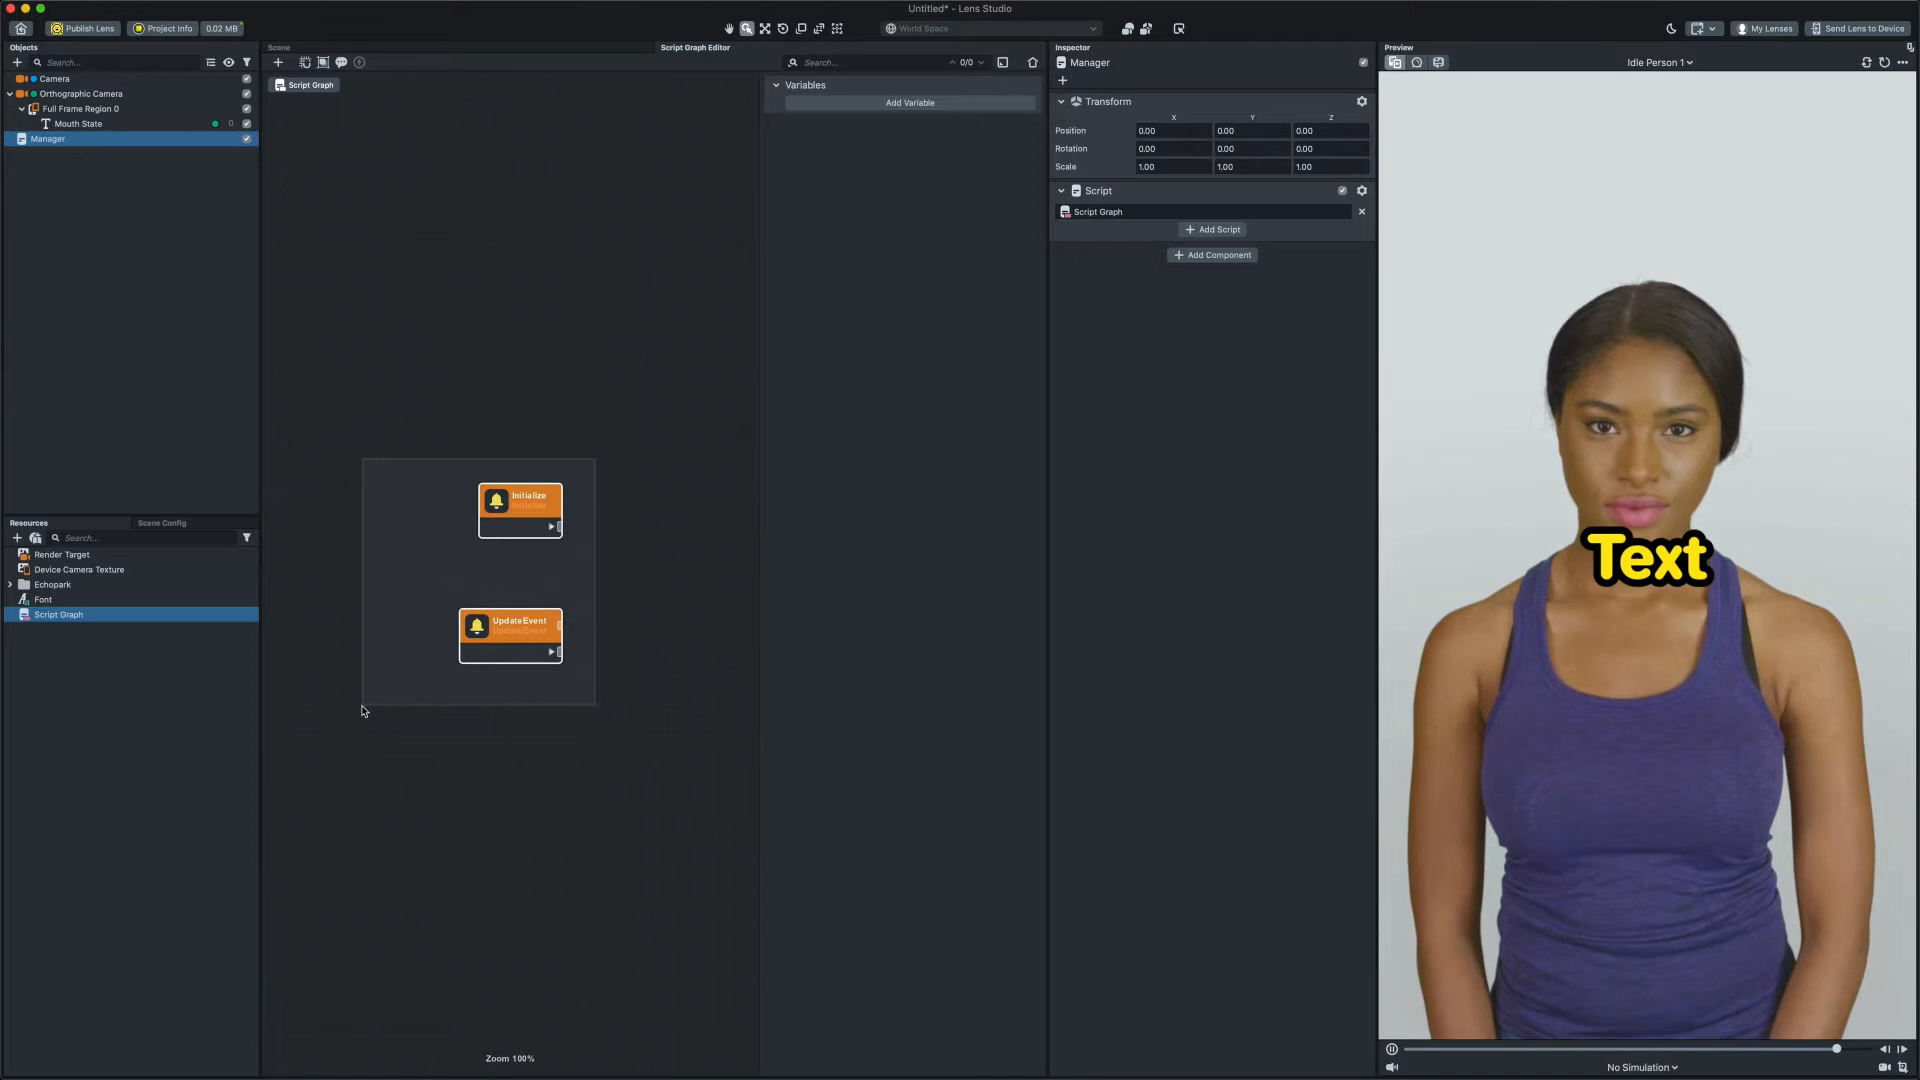 Untitled* - Lens Studio
Publish Lens
Project Info
0.02 MB
World Space
My Lenses
Send Lens to Device
Objects
Search...
Camera
Orthographic Camera
Full Frame Region 0
Mouth State
0
Manager
Resources
Scene Config
Search...
Render Target
Device Camera Texture
Echopark
Font
Script Graph
Scene
Script Graph Editor
Search...
0/0
Script Graph
Initialize
Initialize
UpdateEvent
UpdateEvent
Zoom 100%
Variables
Add Variable
Inspector
Manager
Transform
X Y Z
Position 0.00 0.00 0.00
Rotation 0.00 0.00 0.00
Scale 1.00 1.00 1.00
Script
Script Graph
Add Script
Add Component
Preview
Idle Person 1
Text
No Simulation